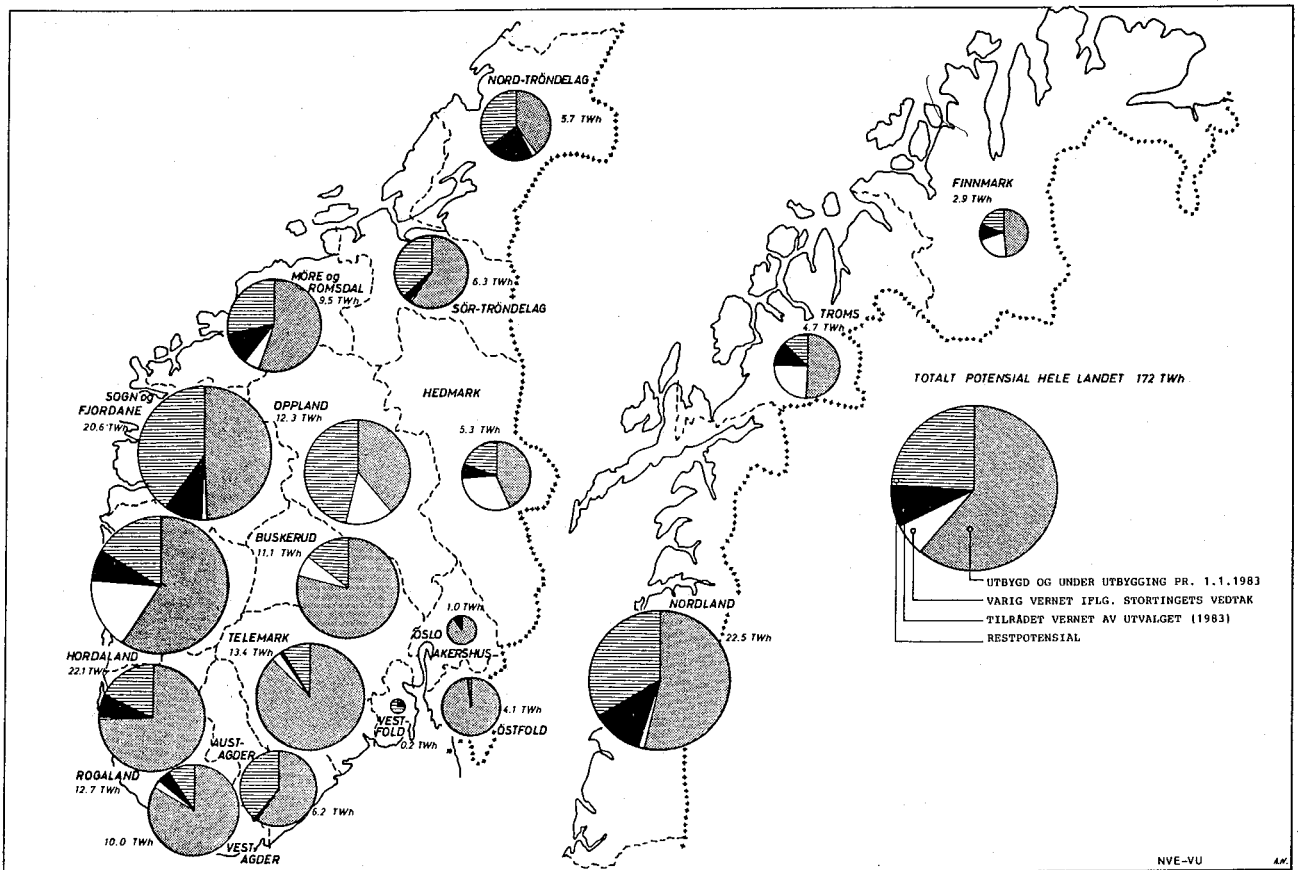 NORD-TRÖNDELAG
5.7 TWh
FINNMARK
2.9 TWh
MÖRE og
ROMSDAL
9.5 TWh
6.3 TWh
SÖR-TRÖNDELAG
TROMS
4.7 TWh
TOTALT POTENSIAL HELE LANDET 172 TWh
SOGN og
FJORDANE
20.6 TWh
OPPLAND
12.3 TWh
HEDMARK
5.3 TWh
BUSKERUD
11.1 TWh
UTBYGD OG UNDER UTBYGGING PR. 1.1.1983
VARIG VERNET IFLG. STORTINGETS VEDTAK
TILRÅDET VERNET AV UTVALGET (1983)
RESTPOTENSIAL
NORDLAND
22.5 TWh
1.0 TWh
OSLO
AKERSHUS
TELEMARK
13.4 TWh
HORDALAND
22.1 TWh
VEST
FOLD
0.2 TWh
4.1 TWh
ÖSTFOLD
AUST-
AGDER
6.2 TWh
ROGALAND
12.7 TWh
10.0 TWh
VEST-
AGDER
NVE-VU
A.N.